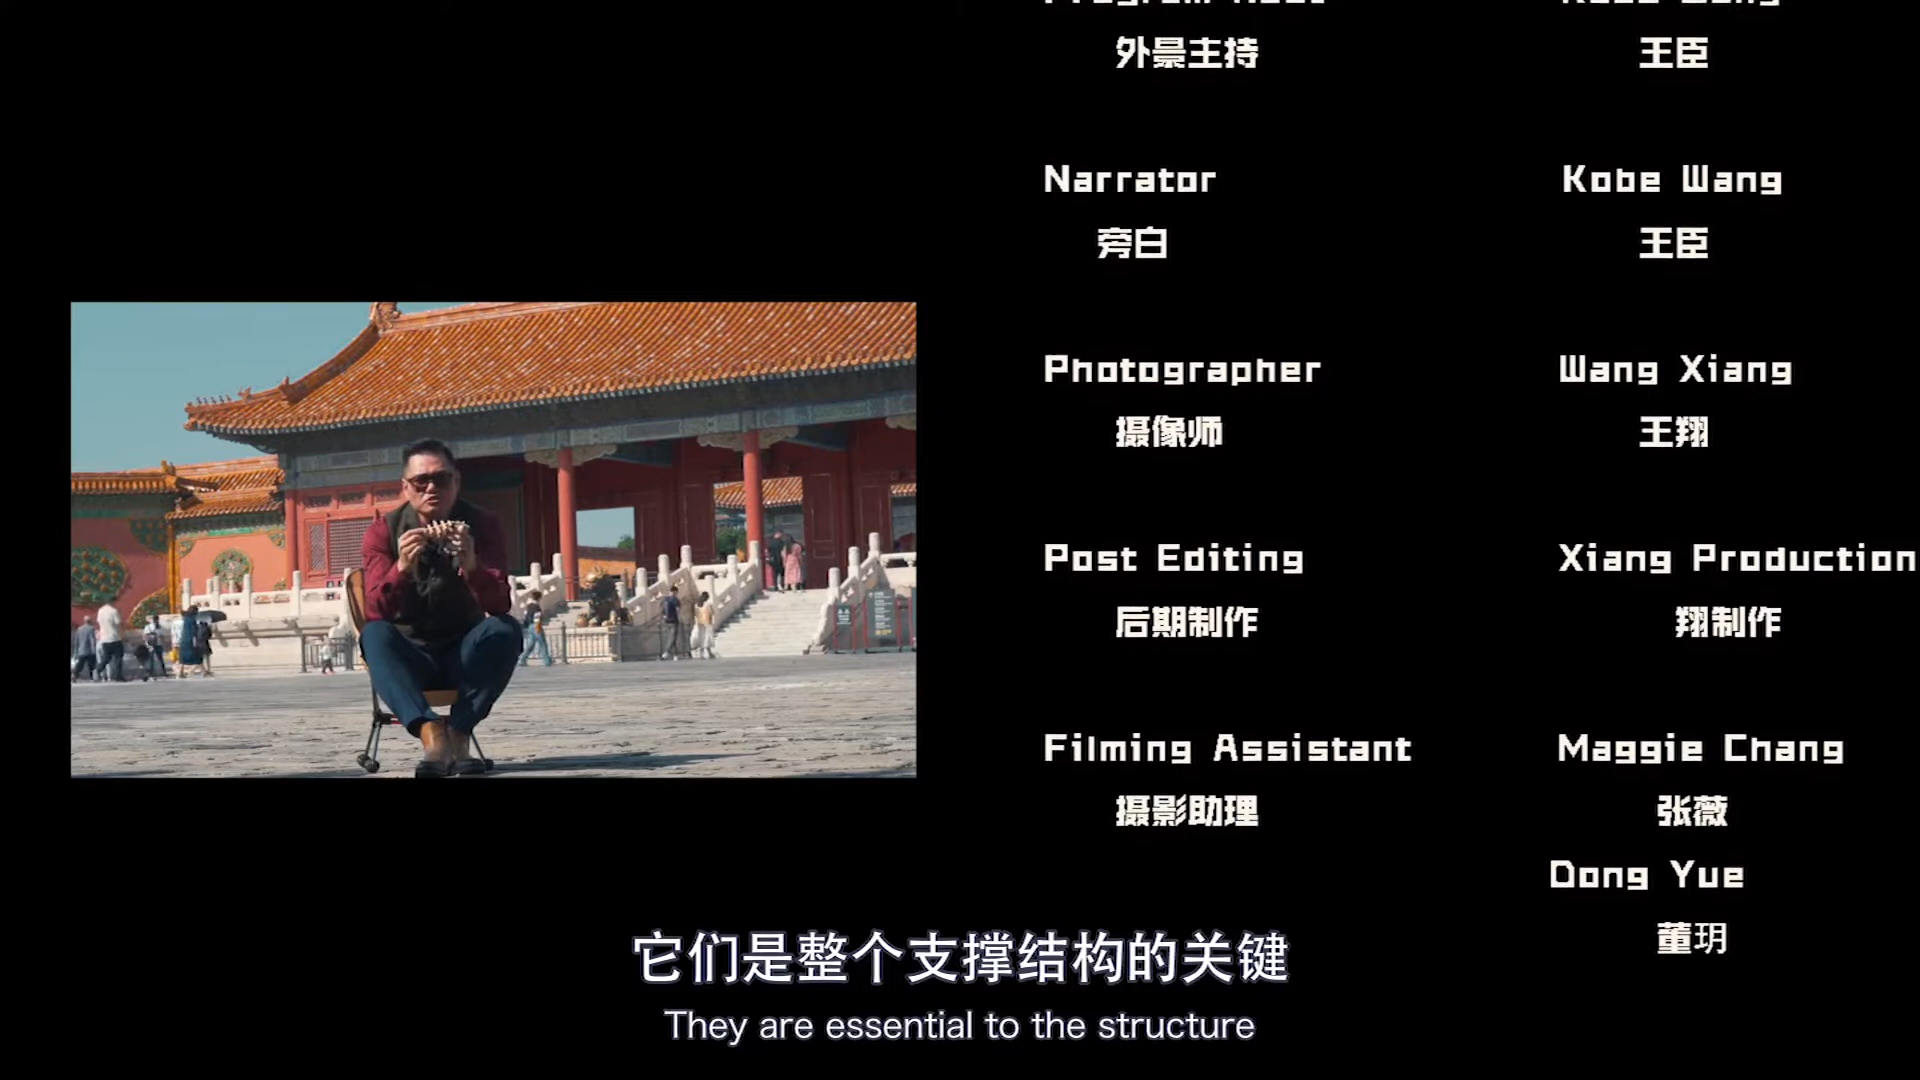 外景主持 王臣
Narrator Kobe Wang
旁白 王臣
Photographer Wang Xiang
摄像师 王翔
Post Editing Xiang Production
后期制作 翔制作
Filming Assistant Maggie Chang
摄影助理 张薇
Dong Yue
董玥
它们是整个支撑结构的关键
They are essential to the structure